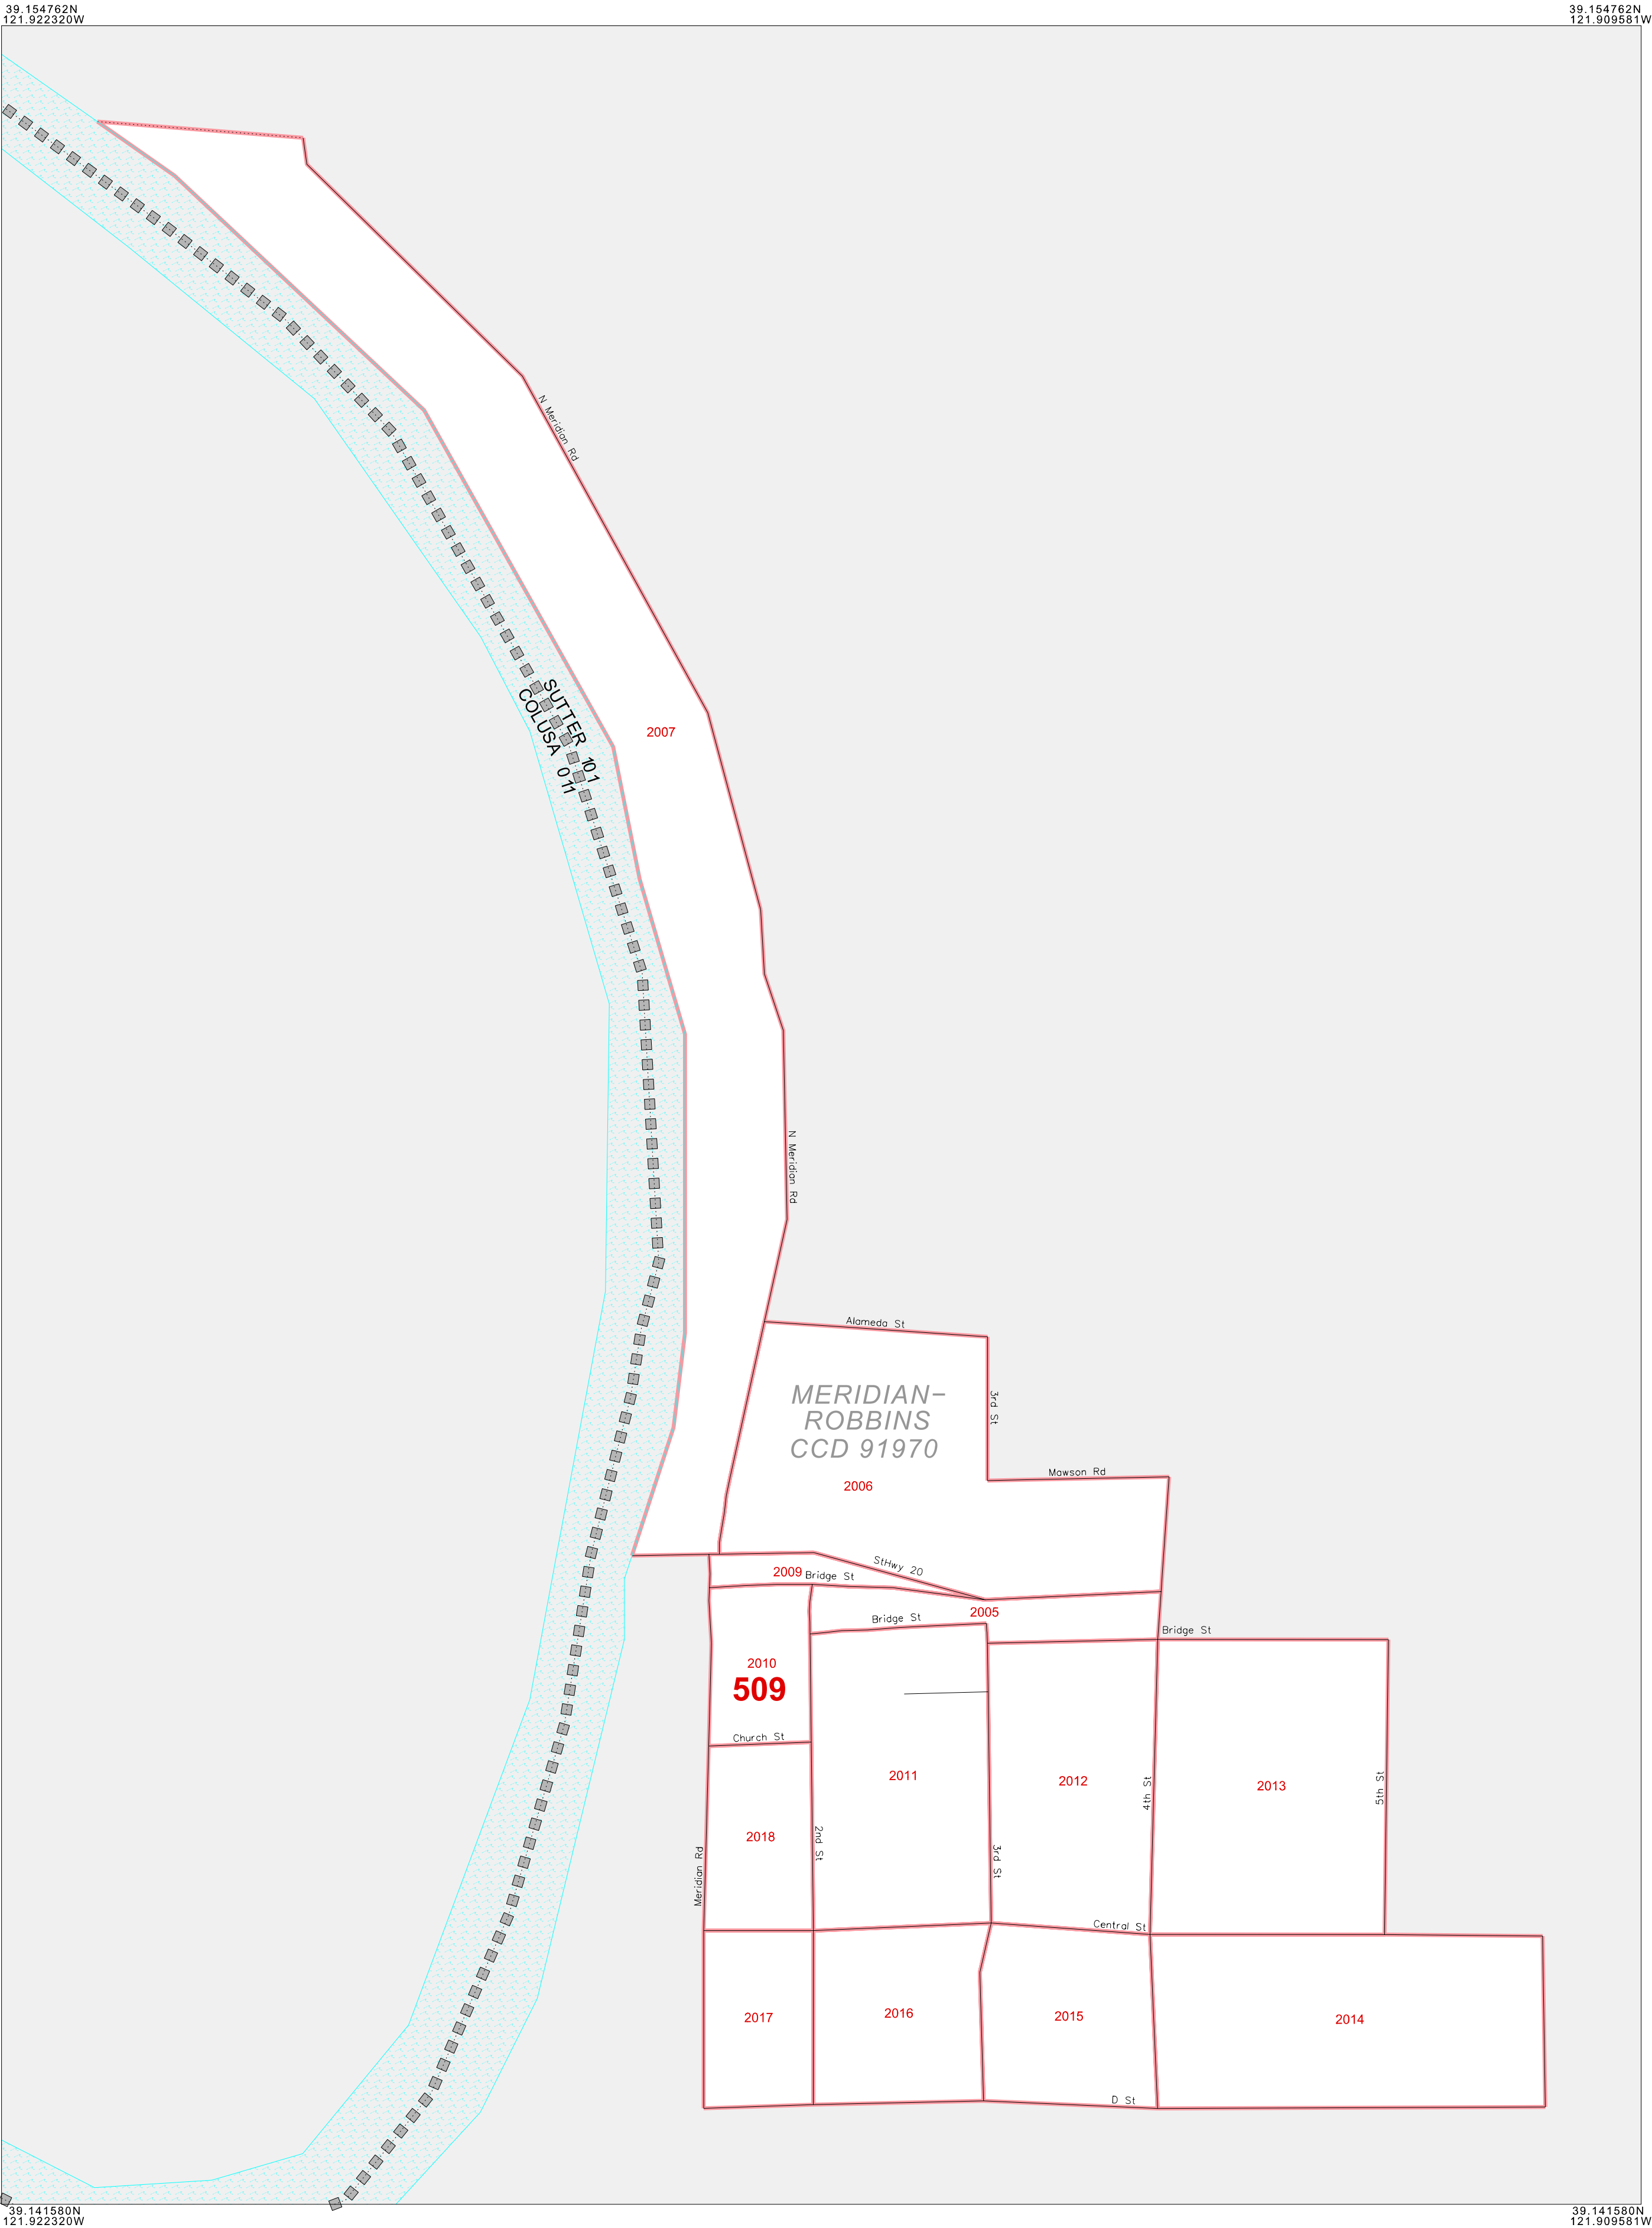 39.154762N
121.922320W
39.154762N
121.909581W
N Meridian Rd
SUTTER 101
COLUSA 011
2007
N Meridian Rd
Alameda St
3rd St
MERIDIAN-
ROBBINS
CCD 91970
Mawson Rd
2006
StHwy 20
2009
Bridge St
2005
Bridge St
Bridge St
2010
509
Church St
2011
2012
2013
4th St
5th St
2018
2nd St
3rd St
Meridian Rd
Central St
2017
2016
2015
2014
D St
39.141580N
121.922320W
39.141580N
121.909581W